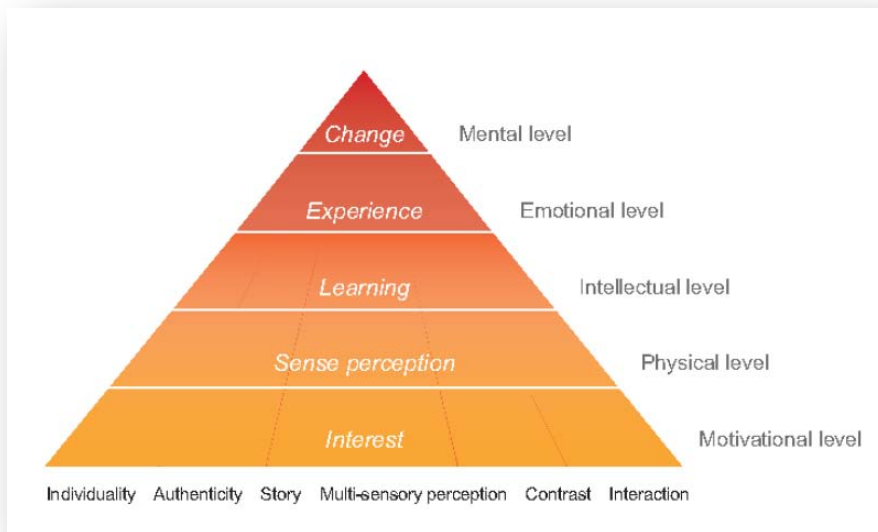 Change Mental level
Experience Emotional level
Learning Intellectual level
Sense perception Physical level
Interest Motivational level
Individuality Authenticity Story Multi-sensory perception Contrast Interaction